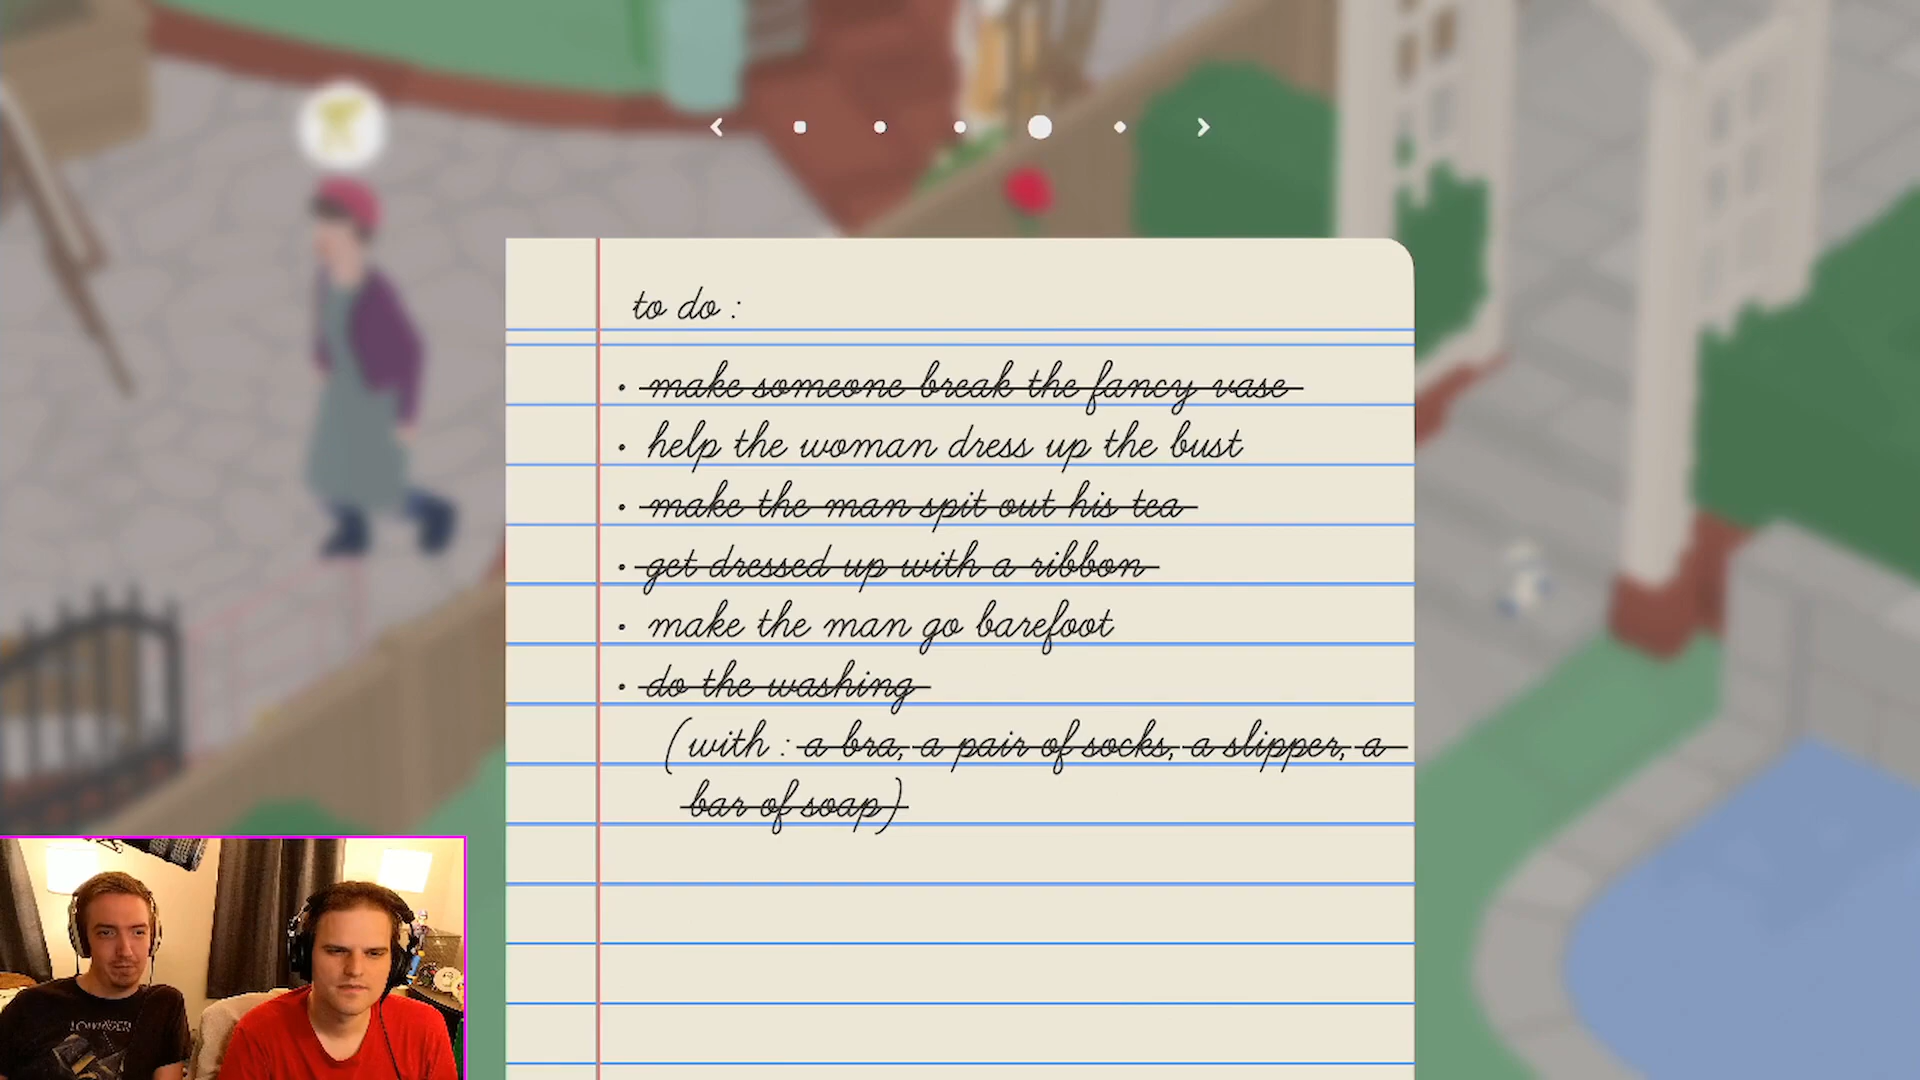 to do :
• make someone break the fancy vase
• help the woman dress up the bust
• make the man spit out his tea
• get dressed up with a ribbon
• make the man go barefoot
• do the washing
(with : a bra, a pair of socks, a slipper, a
bar of soap)
LOWRIDER